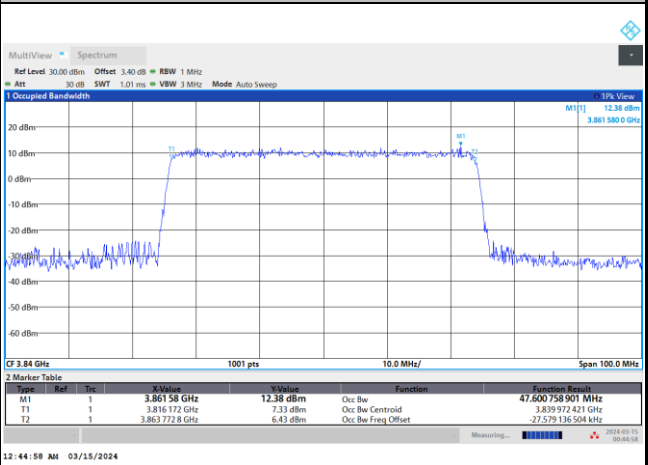 MultiView Spectrum
Ref Level 30.00 dBm Offset 3.40 dB RBW 1 MHz
Att 30 dB SWT 1.01 ms VBW 3 MHz Mode Auto Sweep
1 Occupied Bandwidth 1Pk View
M1[1] 12.38 dBm
3.861 580 0 GHz
M1
T1 T2
20 dBm
10 dBm
0 dBm
-10 dBm
-20 dBm
-30 dBm
-40 dBm
-50 dBm
-60 dBm
CF 3.84 GHz 1001 pts 10.0 MHz/ Span 100.0 MHz
2 Marker Table
Type Ref Trc X-Value Y-Value Function Function Result
M1 1 3.861 58 GHz 12.38 dBm Occ Bw 47.600 758 901 MHz
T1 1 3.816 172 GHz 7.33 dBm Occ Bw Centroid 3.839 972 421 GHz
T2 1 3.863 772 8 GHz 6.43 dBm Occ Bw Freq Offset -27.579 136 504 kHz
Measuring... 2024-03-15
00:44:58
12:44:58 AM 03/15/2024